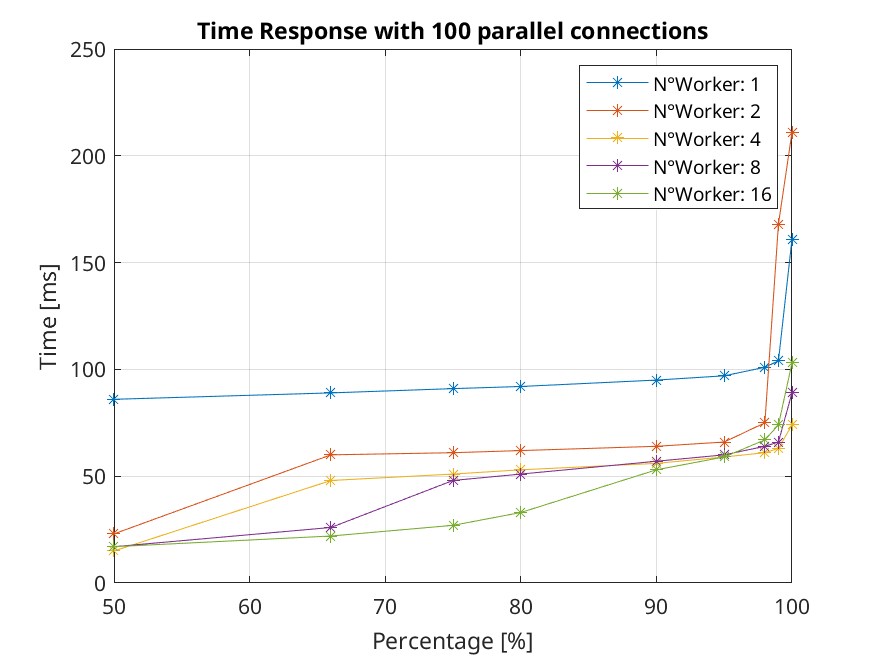 Time Response with 100 parallel connections
250
200
150
100
50
0
Time [ms]
N°Worker: 1
N°Worker: 2
N°Worker: 4
N°Worker: 8
N°Worker: 16
50 60 70 80 90 100
Percentage [%]